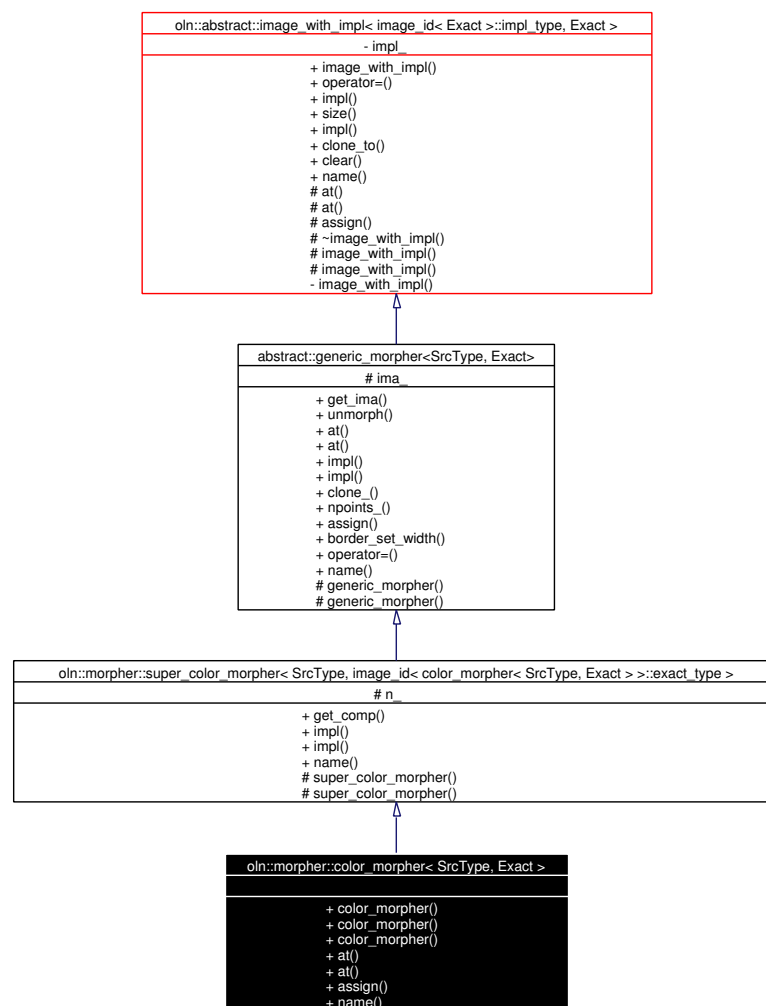 oln::abstract::image_with_impl< image_id< Exact >::impl_type, Exact >
- impl_
+ image_with_impl()
+ operator=()
+ impl()
+ size()
+ impl()
+ clone_to()
+ clear()
+ name()
# at()
# at()
# assign()
# ~image_with_impl()
# image_with_impl()
# image_with_impl()
- image_with_impl()
abstract::generic_morpher<SrcType, Exact>
# ima_
+ get_ima()
+ unmorph()
+ at()
+ at()
+ impl()
+ impl()
+ clone_()
+ npoints_()
+ assign()
+ border_set_width()
+ operator=()
+ name()
# generic_morpher()
# generic_morpher()
oln::morpher::super_color_morpher< SrcType, image_id< color_morpher< SrcType, Exact > >::exact_type >
# n_
+ get_comp()
+ impl()
+ impl()
+ name()
# super_color_morpher()
# super_color_morpher()
oln::morpher::color_morpher< SrcType, Exact >
+ color_morpher()
+ color_morpher()
+ color_morpher()
+ at()
+ at()
+ assign()
+ name()